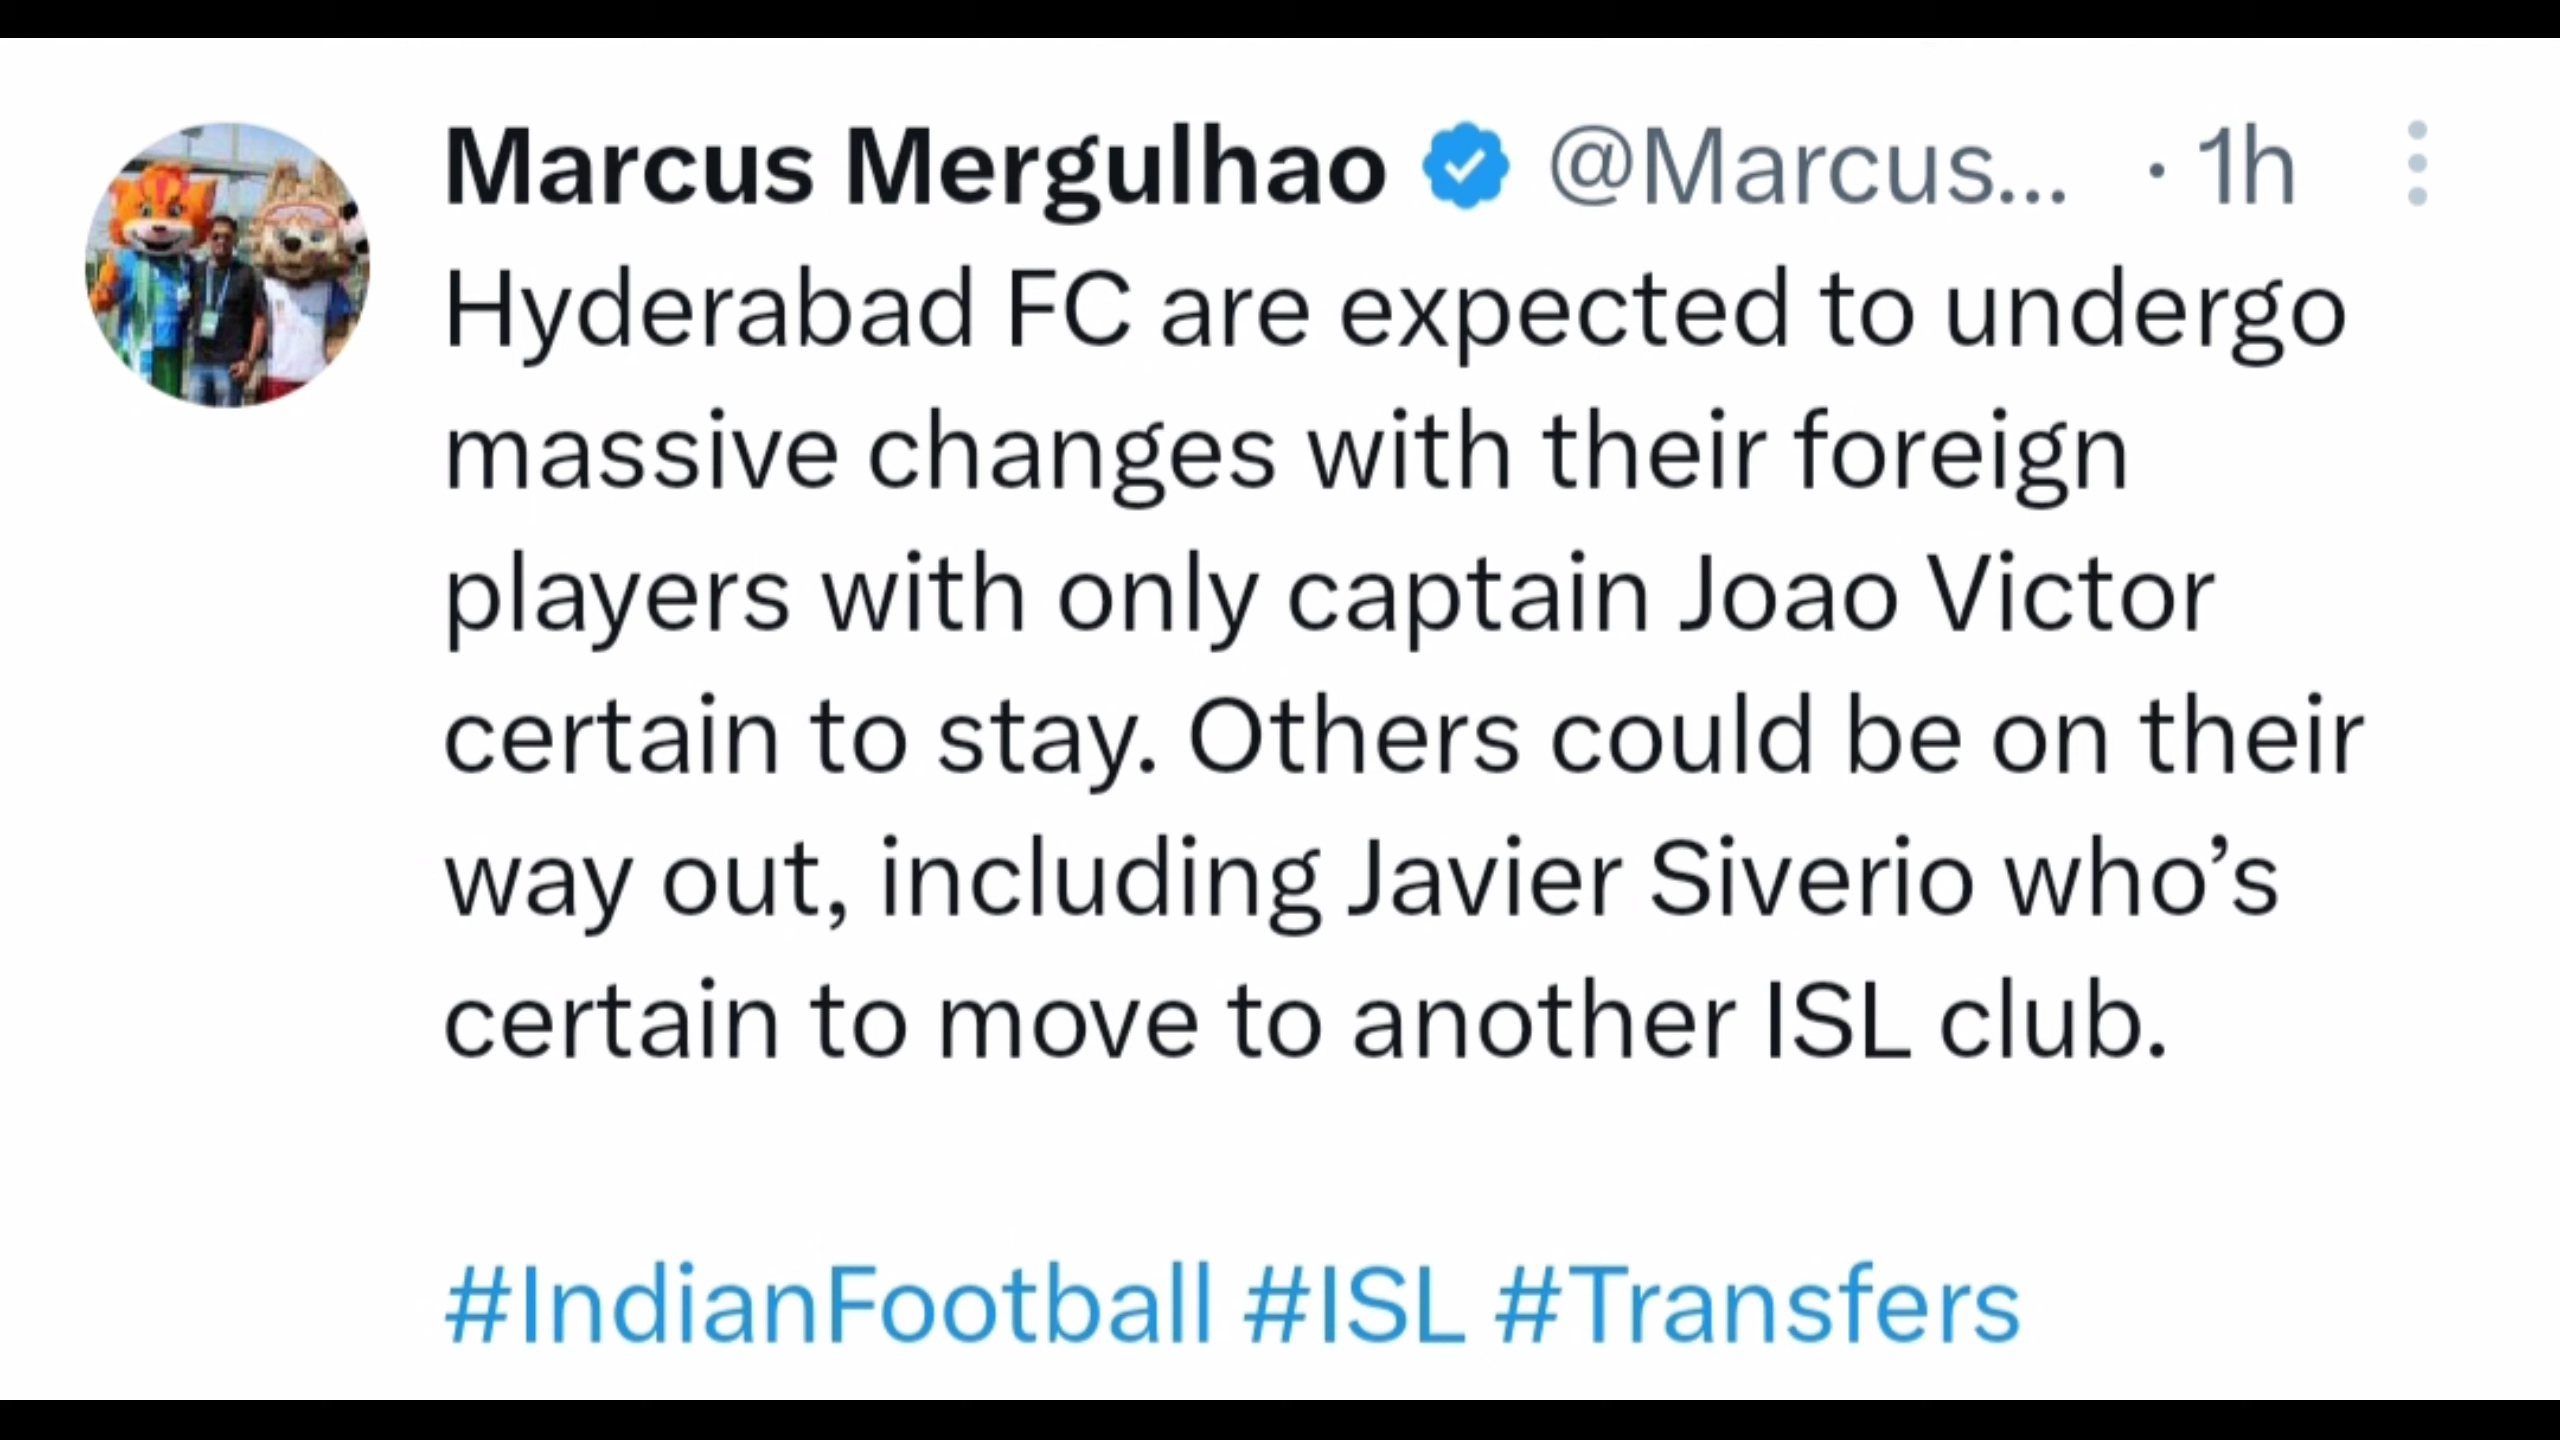 Marcus Mergulhao @Marcus... · 1h
Hyderabad FC are expected to undergo
massive changes with their foreign
players with only captain Joao Victor
certain to stay. Others could be on their
way out, including Javier Siverio who’s
certain to move to another ISL club.
#IndianFootball #ISL #Transfers